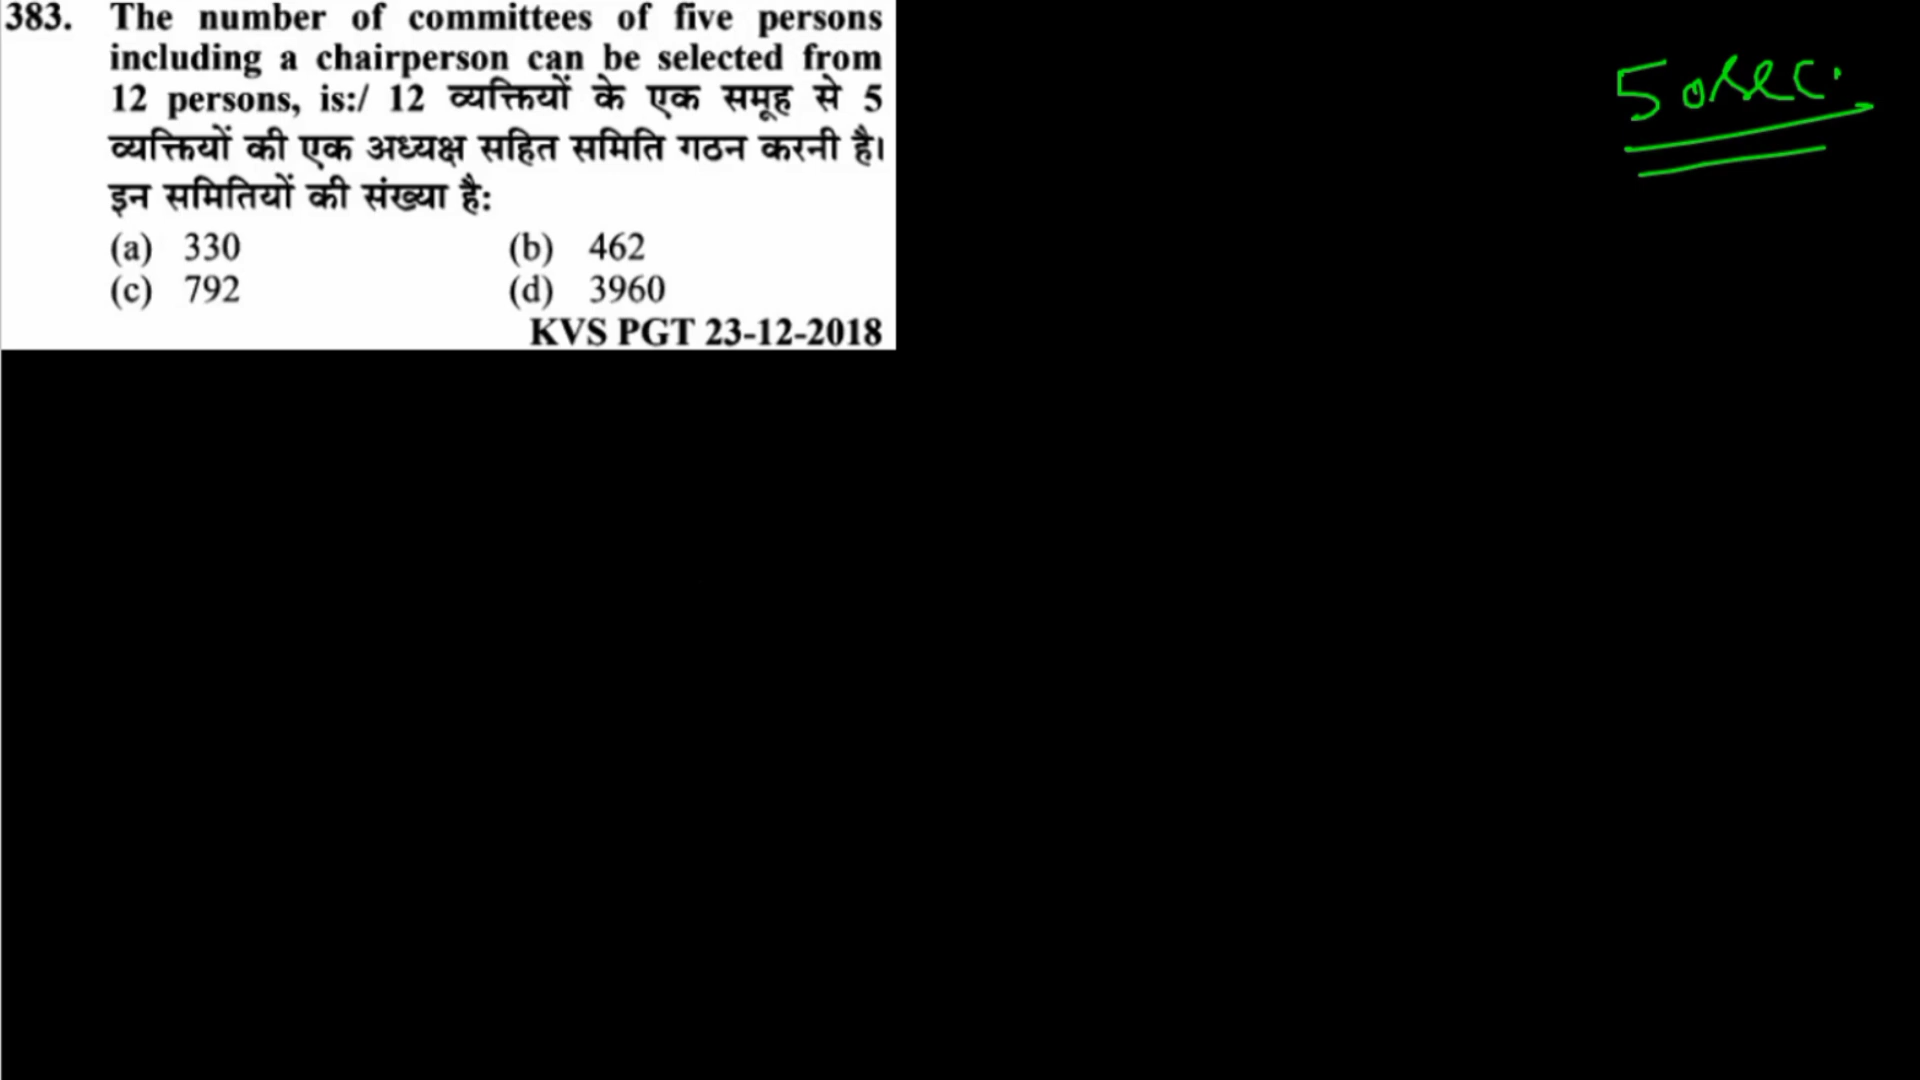 383. The number of committees of five persons
including a chairperson can be selected from
12 persons, is:/ 12 व्यक्तियों के एक समूह से 5
व्यक्तियों की एक अध्यक्ष सहित समिति गठन करनी है।
इन समितियों की संख्या है:
(a) 330 (b) 462
(c) 792 (d) 3960
KVS PGT 23-12-2018
50sec.